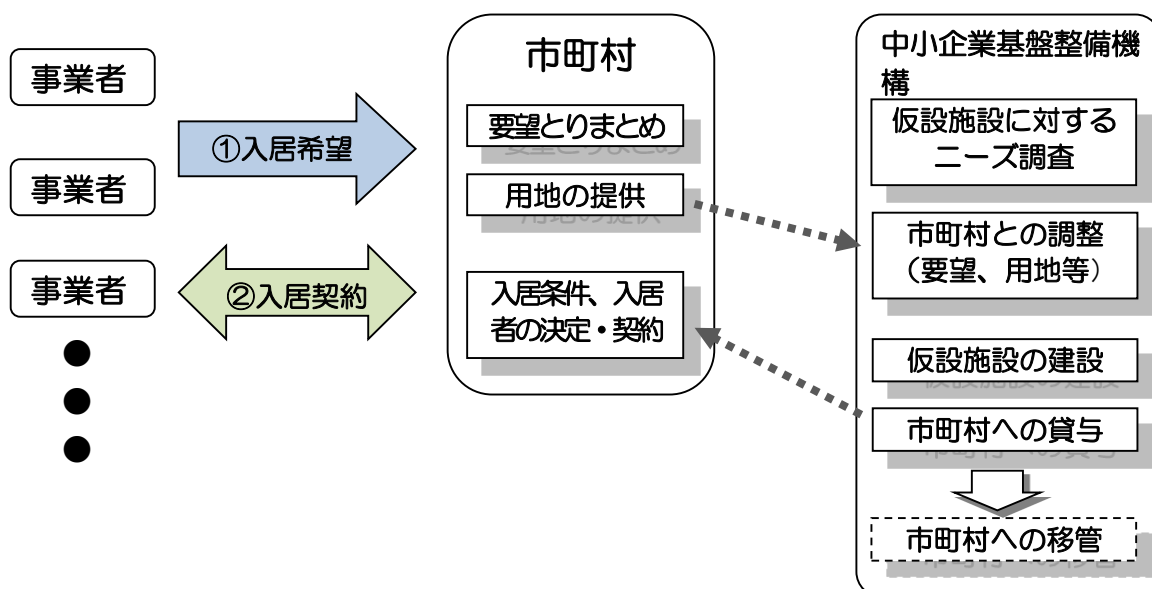 事業者
事業者
事業者
①入居希望
②入居契約
市町村
要望とりまとめ
用地の提供
入居条件、入居
者の決定・契約
中小企業基盤整備機
構
仮設施設に対する
ニーズ調査
市町村との調整
（要望、用地等）
仮設施設の建設
市町村への貸与
市町村への移管